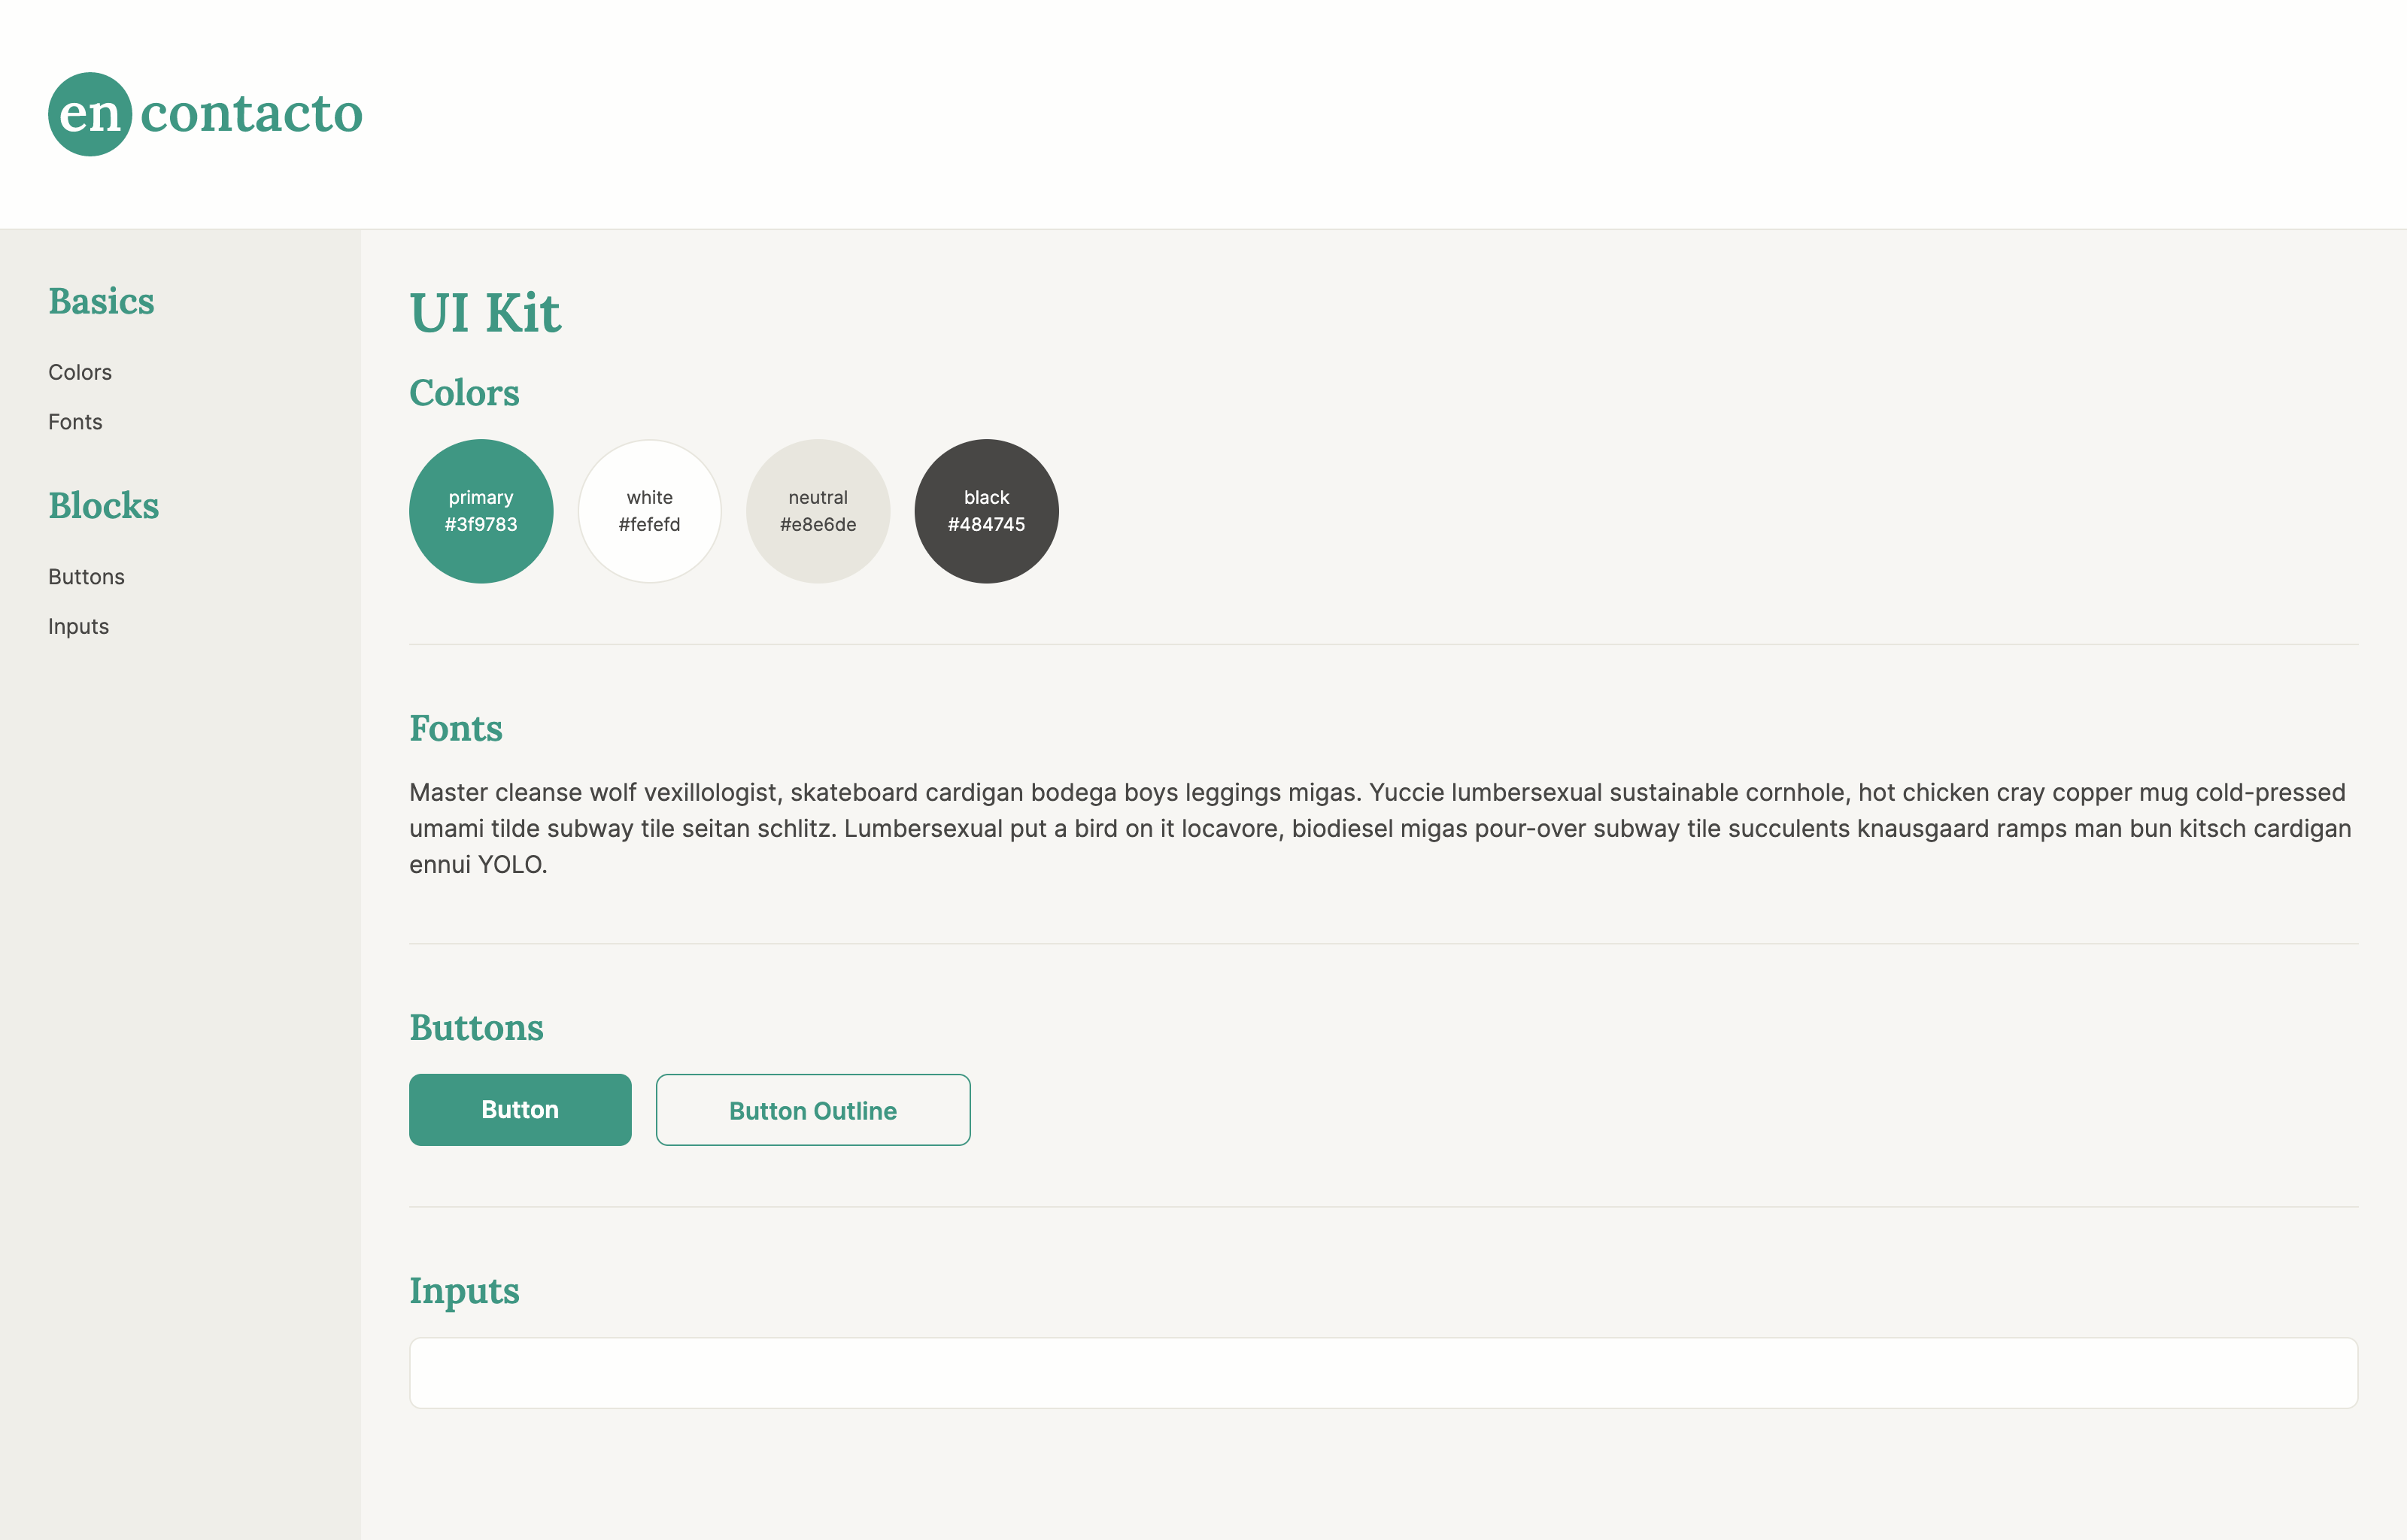 en contacto
Basics
Colors
Fonts
Blocks
Buttons
Inputs
UI Kit
Colors
primary
#3f9783
white
#fefefd
neutral
#e8e6de
black
#484745
Fonts
Master cleanse wolf vexillologist, skateboard cardigan bodega boys leggings migas. Yuccie lumbersexual sustainable cornhole, hot chicken cray copper mug cold-pressed
umami tilde subway tile seitan schlitz. Lumbersexual put a bird on it locavore, biodiesel migas pour-over subway tile succulents knausgaard ramps man bun kitsch cardigan
ennui YOLO.
Buttons
Button
Button Outline
Inputs